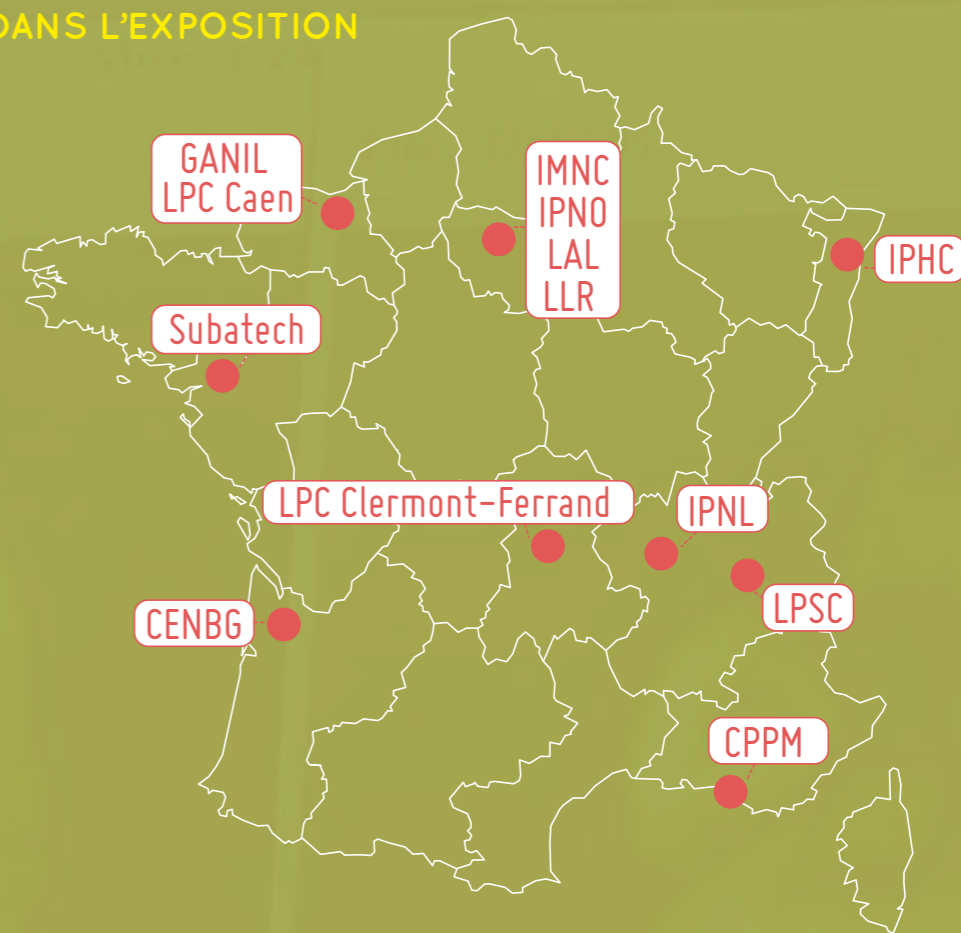 DANS L'EXPOSITION
GANIL
LPC Caen
IMNC
IPNO
LAL
LLR
IPHC
Subatech
LPC Clermont-Ferrand
IPNL
LPSC
CENBG
CPPM